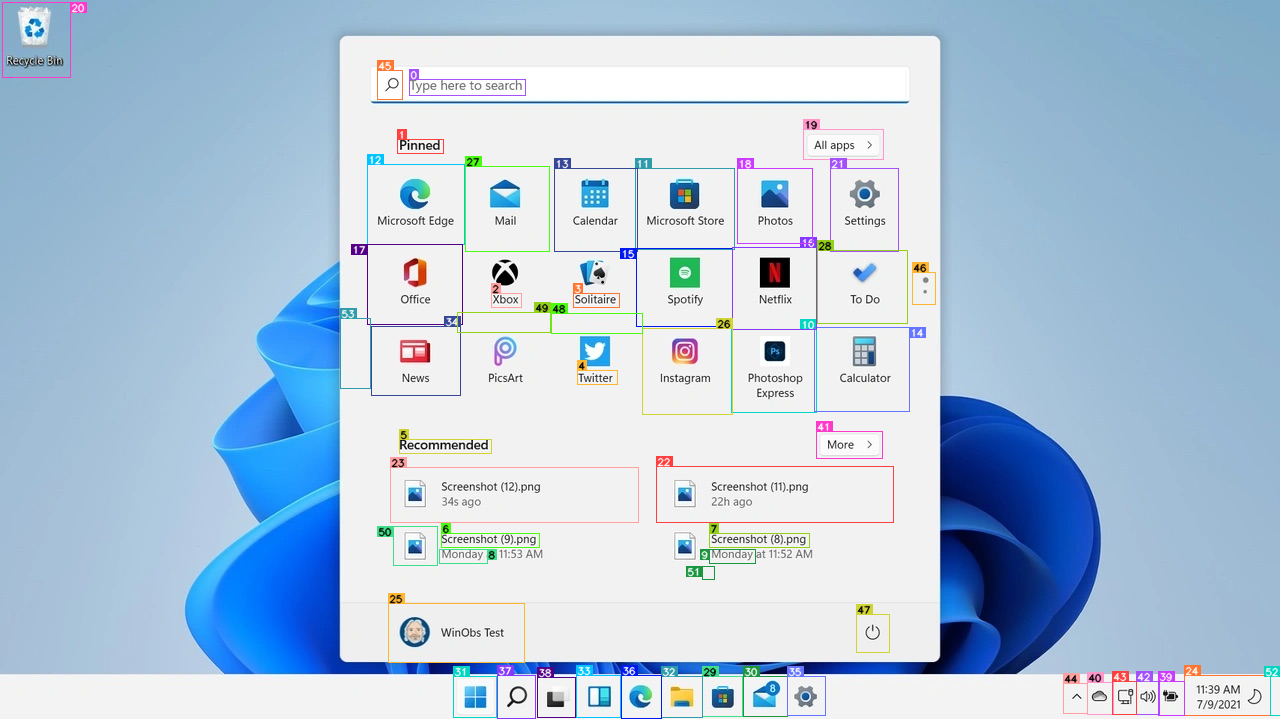 20
Recycle Bin
45
0
Type here to search
1
Pinned
19
All apps
12 27 13 11 18 21
Microsoft Edge Mail Calendar Microsoft Store Photos Settings
17 15 16 28
2 3 46
Office Xbox Solitaire Spotify Netflix To Do
53 34 49 48 26 10 14
4
Ps
News PicsArt Twitter Instagram Photoshop Express Calculator
5
Recommended
41
More
23
Screenshot (12).png
34s ago
22
Screenshot (11).png
22h ago
50 6
Screenshot (9).png
Monday 8 11:53 AM
7
Screenshot (8).png
9 Monday at 11:52 AM
51
25
WinObs Test
47
31 37 38 33 36 32 29 30 35
8
44 40 43 42 39 24 52
11:39 AM
7/9/2021